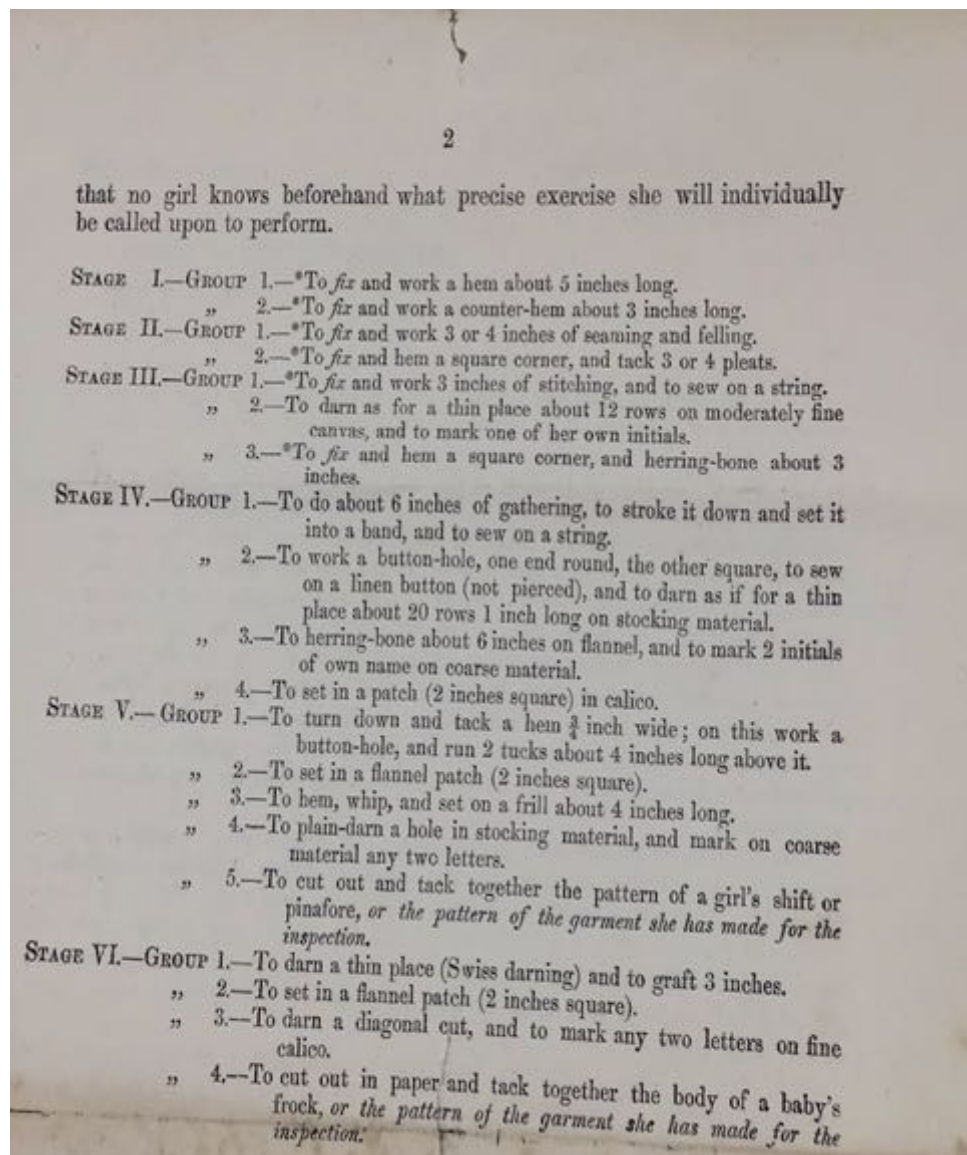 2
that no girl knows beforehand what precise exercise she will individually
be called upon to perform.
STAGE I.—GROUP 1.—*To fix and work a hem about 5 inches long.
„ 2.—*To fix and work a counter-hem about 3 inches long.
STAGE II.—GROUP 1.—*To fix and work 3 or 4 inches of seaming and felling.
„ 2.—*To fix and hem a square corner, and tack 3 or 4 pleats.
STAGE III.—GROUP 1.—*To fix and work 3 inches of stitching, and to sew on a string.
„ 2.—To darn as for a thin place about 12 rows on moderately fine
canvas, and to mark one of her own initials.
„ 3.—*To fix and hem a square corner, and herring-bone about 3
inches.
STAGE IV.—GROUP 1.—To do about 6 inches of gathering, to stroke it down and set it
into a band, and to sew on a string.
„ 2.—To work a button-hole, one end round, the other square, to sew
on a linen button (not pierced), and to darn as if for a thin
place about 20 rows 1 inch long on stocking material.
„ 3.—To herring-bone about 6 inches on flannel, and to mark 2 initials
of own name on coarse material.
„ 4.—To set in a patch (2 inches square) in calico.
STAGE V.—GROUP 1.—To turn down and tack a hem ¾ inch wide; on this work a
button-hole, and run 2 tucks about 4 inches long above it.
„ 2.—To set in a flannel patch (2 inches square).
„ 3.—To hem, whip, and set on a frill about 4 inches long.
„ 4.—To plain-darn a hole in stocking material, and mark on coarse
material any two letters.
„ 5.—To cut out and tack together the pattern of a girl's shift or
pinafore, or the pattern of the garment she has made for the
inspection.
STAGE VI.—GROUP 1.—To darn a thin place (Swiss darning) and to graft 3 inches.
„ 2.—To set in a flannel patch (2 inches square).
„ 3.—To darn a diagonal cut, and to mark any two letters on fine
calico.
„ 4.—To cut out in paper and tack together the body of a baby's
frock, or the pattern of the garment she has made for the
inspection.